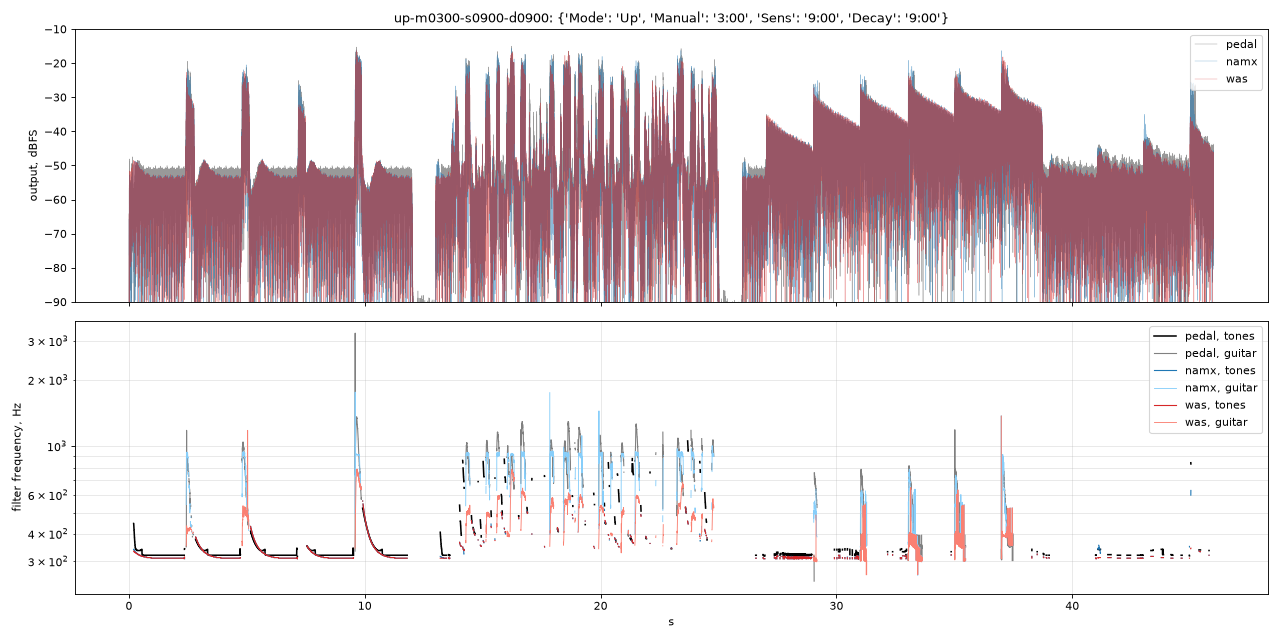 up-m0300-s0900-d0900: {'Mode': 'Up', 'Manual': '3:00', 'Sens': '9:00', 'Decay': '9:00'}
−10
−20
−30
−40
−50
−60
−70
−80
−90
output, dBFS
pedal
namx
was
3 × 10³
2 × 10³
10³
6 × 10²
4 × 10²
3 × 10²
filter frequency, Hz
pedal, tones
pedal, guitar
namx, tones
namx, guitar
was, tones
was, guitar
0
10
20
30
40
s